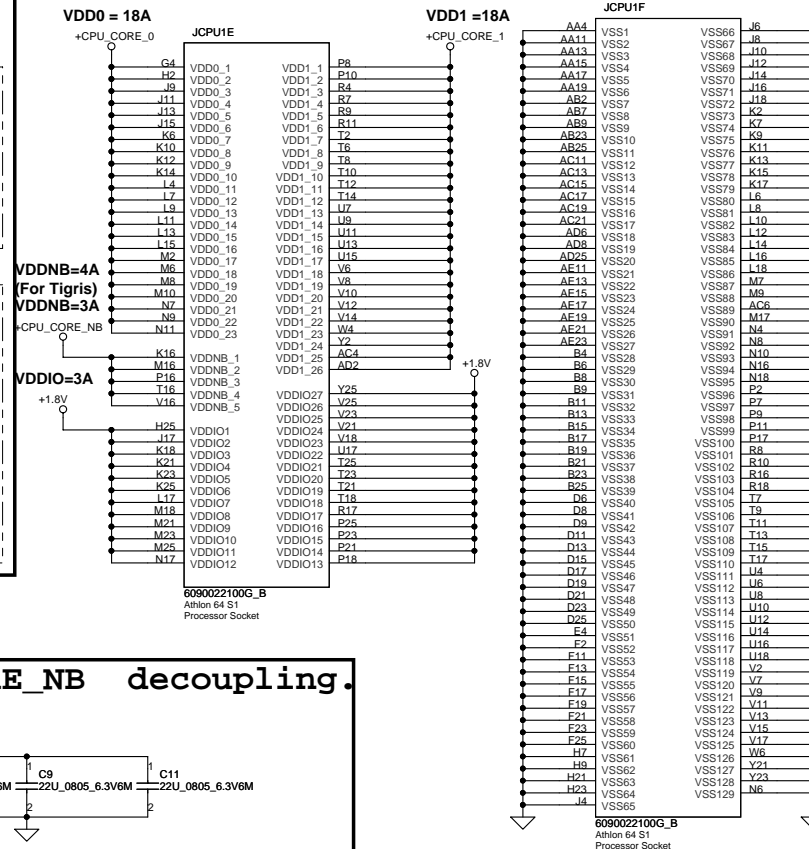 VDD0 = 18A
+CPU_CORE_0
JCPU1E
VDD1 =18A
+CPU_CORE_1
G4 VDD0_1 VDD1_1 P8
H2 VDD0_2 VDD1_2 P10
J9 VDD0_3 VDD1_3 R4
J11 VDD0_4 VDD1_4 R7
J13 VDD0_5 VDD1_5 R9
J15 VDD0_6 VDD1_6 R11
K6 VDD0_7 VDD1_7 T2
K10 VDD0_8 VDD1_8 T6
K12 VDD0_9 VDD1_9 T8
K14 VDD0_10 VDD1_10 T10
L4 VDD0_11 VDD1_11 T12
L7 VDD0_12 VDD1_12 T14
L9 VDD0_13 VDD1_13 U7
L11 VDD0_14 VDD1_14 U9
L13 VDD0_15 VDD1_15 U11
L15 VDD0_16 VDD1_16 U13
M2 VDD0_17 VDD1_17 U15
M6 VDD0_18 VDD1_18 V6
M8 VDD0_19 VDD1_19 V8
M10 VDD0_20 VDD1_20 V10
N7 VDD0_21 VDD1_21 V12
N9 VDD0_22 VDD1_22 V14
N11 VDD0_23 VDD1_23 W4
VDD1_24 Y2
VDD1_25 AC4
VDD1_26 AD2
VDDNB=4A
(For Tigris)
VDDNB=3A
+CPU_CORE_NB
K16 VDDNB_1
M16 VDDNB_2
P16 VDDNB_3
T16 VDDNB_4
V16 VDDNB_5
VDDIO=3A
+1.8V
+1.8V
VDDIO27 Y25
VDDIO26 V25
VDDIO25 V23
H25 VDDIO1 VDDIO24 V21
J17 VDDIO2 VDDIO23 V18
K18 VDDIO3 VDDIO22 U17
K21 VDDIO4 VDDIO21 T25
K23 VDDIO5 VDDIO20 T23
K25 VDDIO6 VDDIO19 T21
L17 VDDIO7 VDDIO18 T18
M18 VDDIO8 VDDIO17 R17
M21 VDDIO9 VDDIO16 P25
M23 VDDIO10 VDDIO15 P23
M25 VDDIO11 VDDIO14 P21
N17 VDDIO12 VDDIO13 P18
6090022100G_B
Athlon 64 S1
Processor Socket
JCPU1F
AA4 VSS1 VSS66 J6
AA11 VSS2 VSS67 J8
AA13 VSS3 VSS68 J10
AA15 VSS4 VSS69 J12
AA17 VSS5 VSS70 J14
AA19 VSS6 VSS71 J16
AB2 VSS7 VSS72 J18
AB7 VSS8 VSS73 K2
AB9 VSS9 VSS74 K7
AB23 VSS10 VSS75 K9
AB25 VSS11 VSS76 K11
AC11 VSS12 VSS77 K13
AC13 VSS13 VSS78 K15
AC15 VSS14 VSS79 K17
AC17 VSS15 VSS80 L6
AC19 VSS16 VSS81 L8
AC21 VSS17 VSS82 L10
AD6 VSS18 VSS83 L12
AD8 VSS19 VSS84 L14
AD25 VSS20 VSS85 L16
AE11 VSS21 VSS86 L18
AE13 VSS22 VSS87 M7
AE15 VSS23 VSS88 M9
AE17 VSS24 VSS89 AC6
AE19 VSS25 VSS90 M17
AE21 VSS26 VSS91 N4
AE23 VSS27 VSS92 N8
B4 VSS28 VSS93 N10
B6 VSS29 VSS94 N16
B8 VSS30 VSS95 N18
B9 VSS31 VSS96 P2
B11 VSS32 VSS97 P7
B13 VSS33 VSS98 P9
B15 VSS34 VSS99 P11
B17 VSS35 VSS100 P17
B19 VSS36 VSS101 R8
B21 VSS37 VSS102 R10
B23 VSS38 VSS103 R16
B25 VSS39 VSS104 R18
D6 VSS40 VSS105 T7
D8 VSS41 VSS106 T9
D9 VSS42 VSS107 T11
D11 VSS43 VSS108 T13
D13 VSS44 VSS109 T15
D15 VSS45 VSS110 T17
D17 VSS46 VSS111 U4
D19 VSS47 VSS112 U6
D21 VSS48 VSS113 U8
D23 VSS49 VSS114 U10
D25 VSS50 VSS115 U12
E4 VSS51 VSS116 U14
F2 VSS52 VSS117 U16
F11 VSS53 VSS118 U18
F13 VSS54 VSS119 V2
F15 VSS55 VSS120 V7
F17 VSS56 VSS121 V9
F19 VSS57 VSS122 V11
F21 VSS58 VSS123 V13
F23 VSS59 VSS124 V15
F25 VSS60 VSS125 V17
H7 VSS61 VSS126 W6
H9 VSS62 VSS127 Y21
H21 VSS63 VSS128 Y23
H23 VSS64 VSS129 N6
J4 VSS65
6090022100G_B
Athlon 64 S1
Processor Socket
E_NB decoupling.
1 1
C9 C11
6M 22U_0805_6.3V6M 22U_0805_6.3V6M
2 2